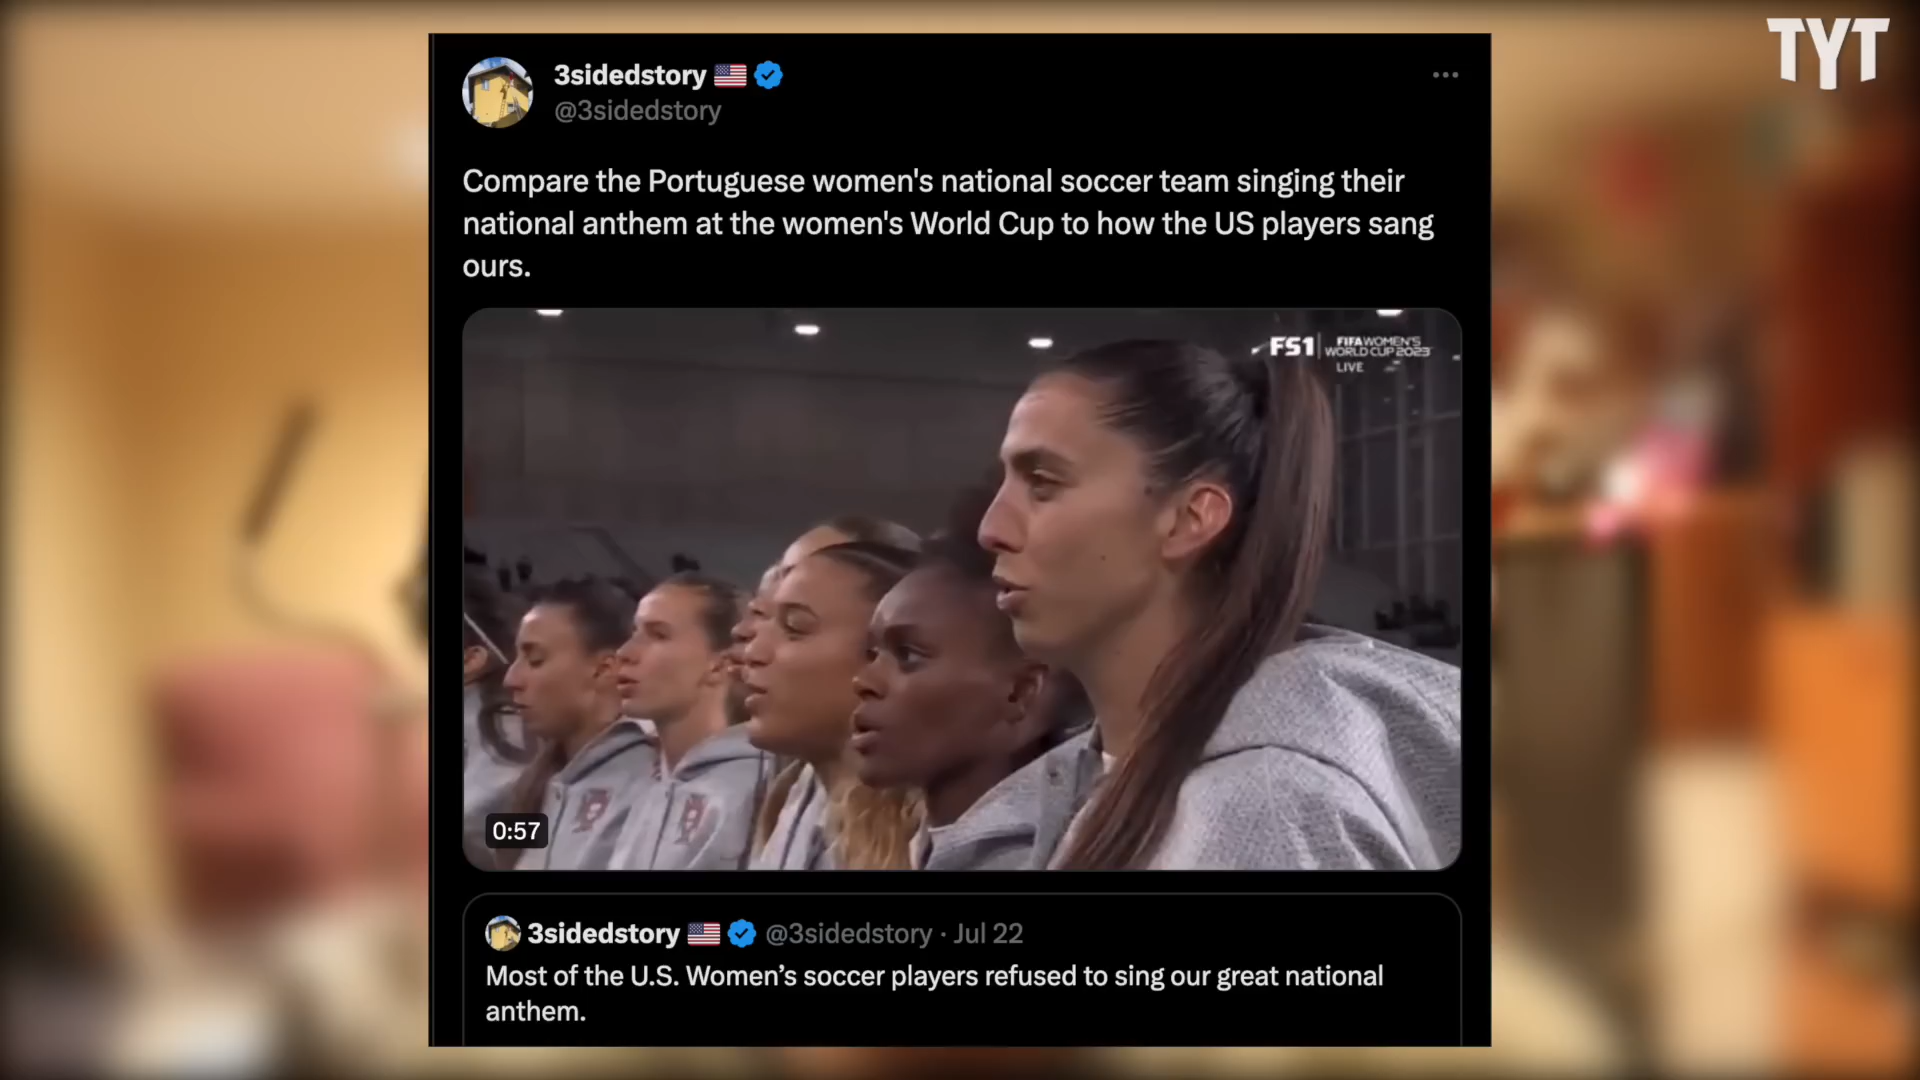 TYT
3sidedstory
@3sidedstory
Compare the Portuguese women's national soccer team singing their
national anthem at the women's World Cup to how the US players sang
ours.
FS1 FIFA WOMEN'S
WORLD CUP 2023
LIVE
0:57
3sidedstory @3sidedstory · Jul 22
Most of the U.S. Women’s soccer players refused to sing our great national
anthem.